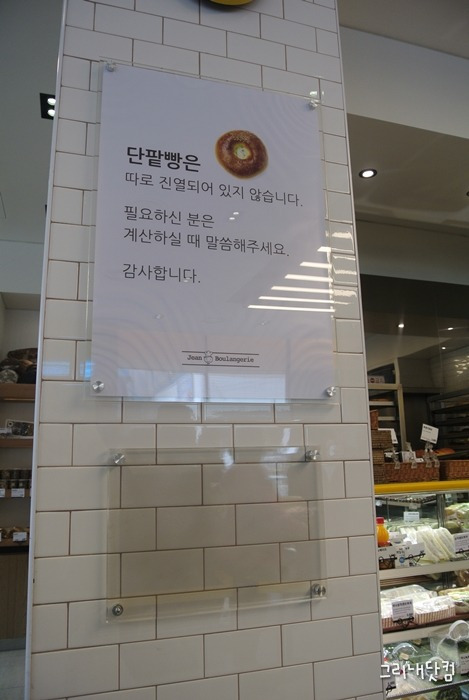 단팥빵은
따로 진열되어 있지 않습니다.
필요하신 분은
계산하실 때 말씀해주세요.
감사합니다.
Jean Boulangerie
그리내닷컴